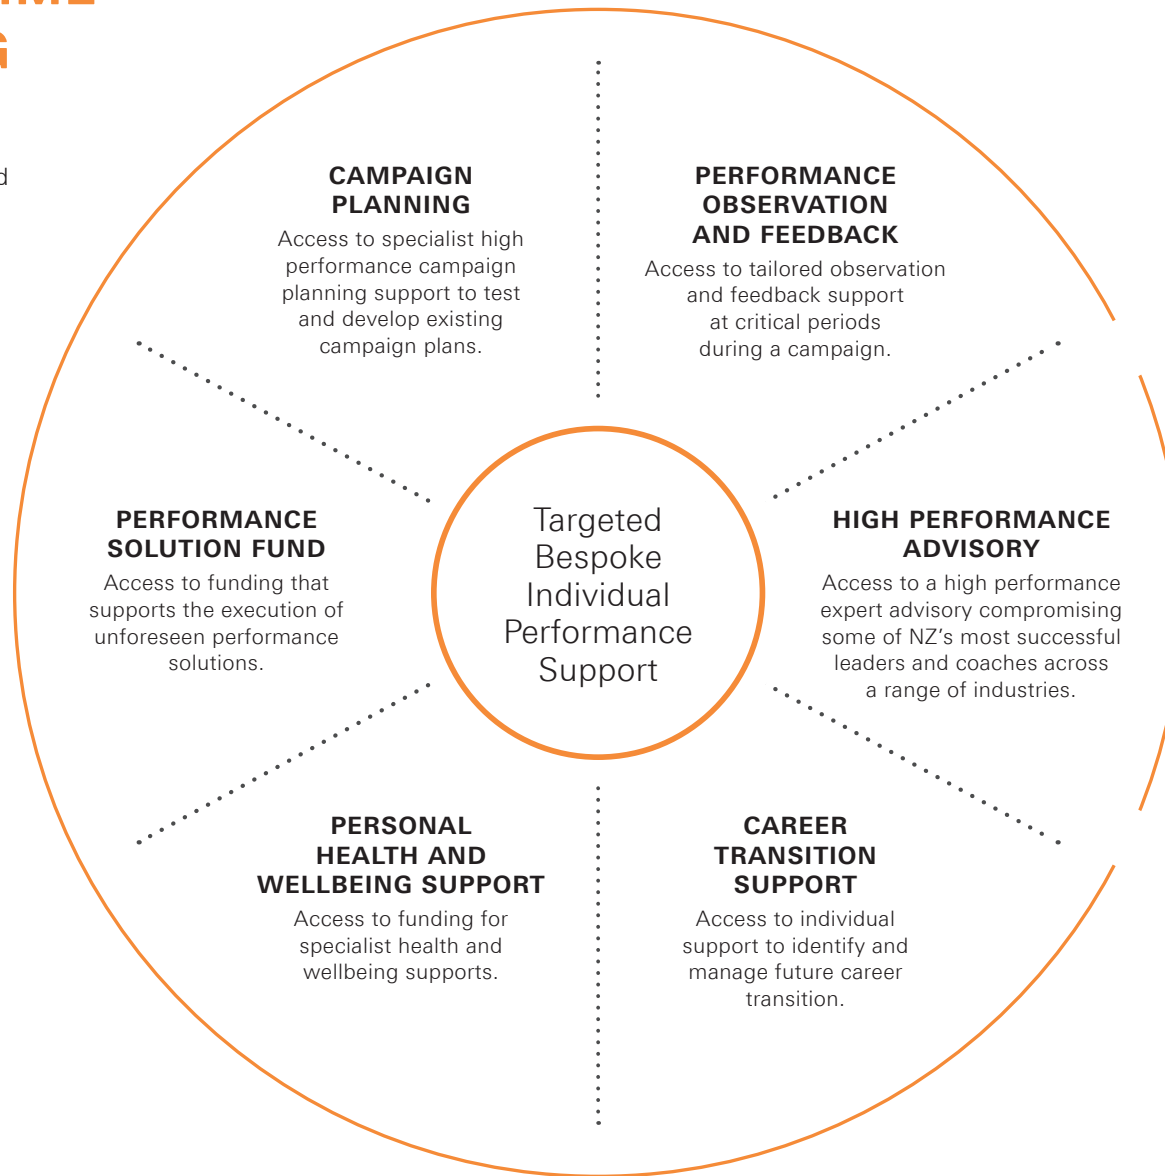 CAMPAIGN
PLANNING
Access to specialist high
performance campaign
planning support to test
and develop existing
campaign plans.
PERFORMANCE
OBSERVATION
AND FEEDBACK
Access to tailored observation
and feedback support
at critical periods
during a campaign.
PERFORMANCE
SOLUTION FUND
Access to funding that
supports the execution of
unforeseen performance
solutions.
Targeted
Bespoke
Individual
Performance
Support
HIGH PERFORMANCE
ADVISORY
Access to a high performance
expert advisory compromising
some of NZ's most successful
leaders and coaches across
a range of industries.
PERSONAL
HEALTH AND
WELLBEING SUPPORT
Access to funding for
specialist health and
wellbeing supports.
CAREER
TRANSITION
SUPPORT
Access to individual
support to identify and
manage future career
transition.